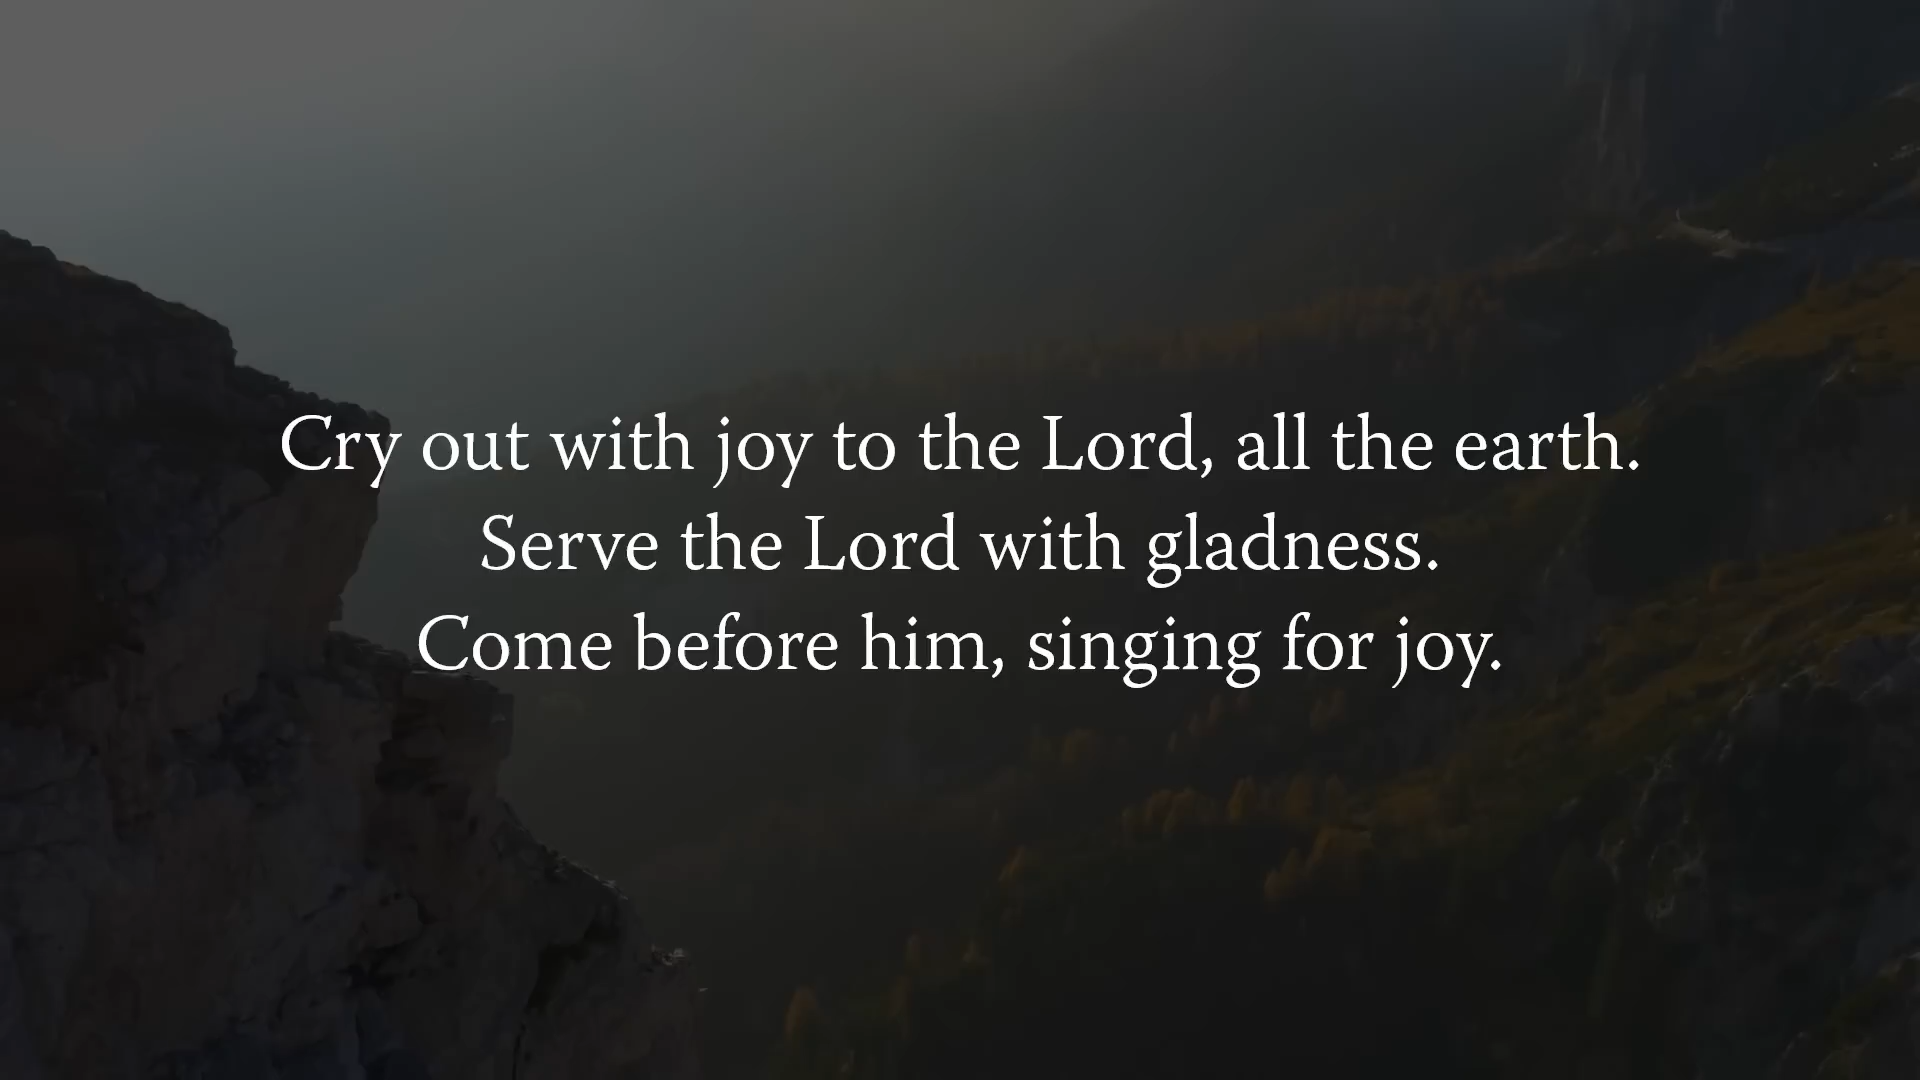 Cry out with joy to the Lord, all the earth.
Serve the Lord with gladness.
Come before him, singing for joy.